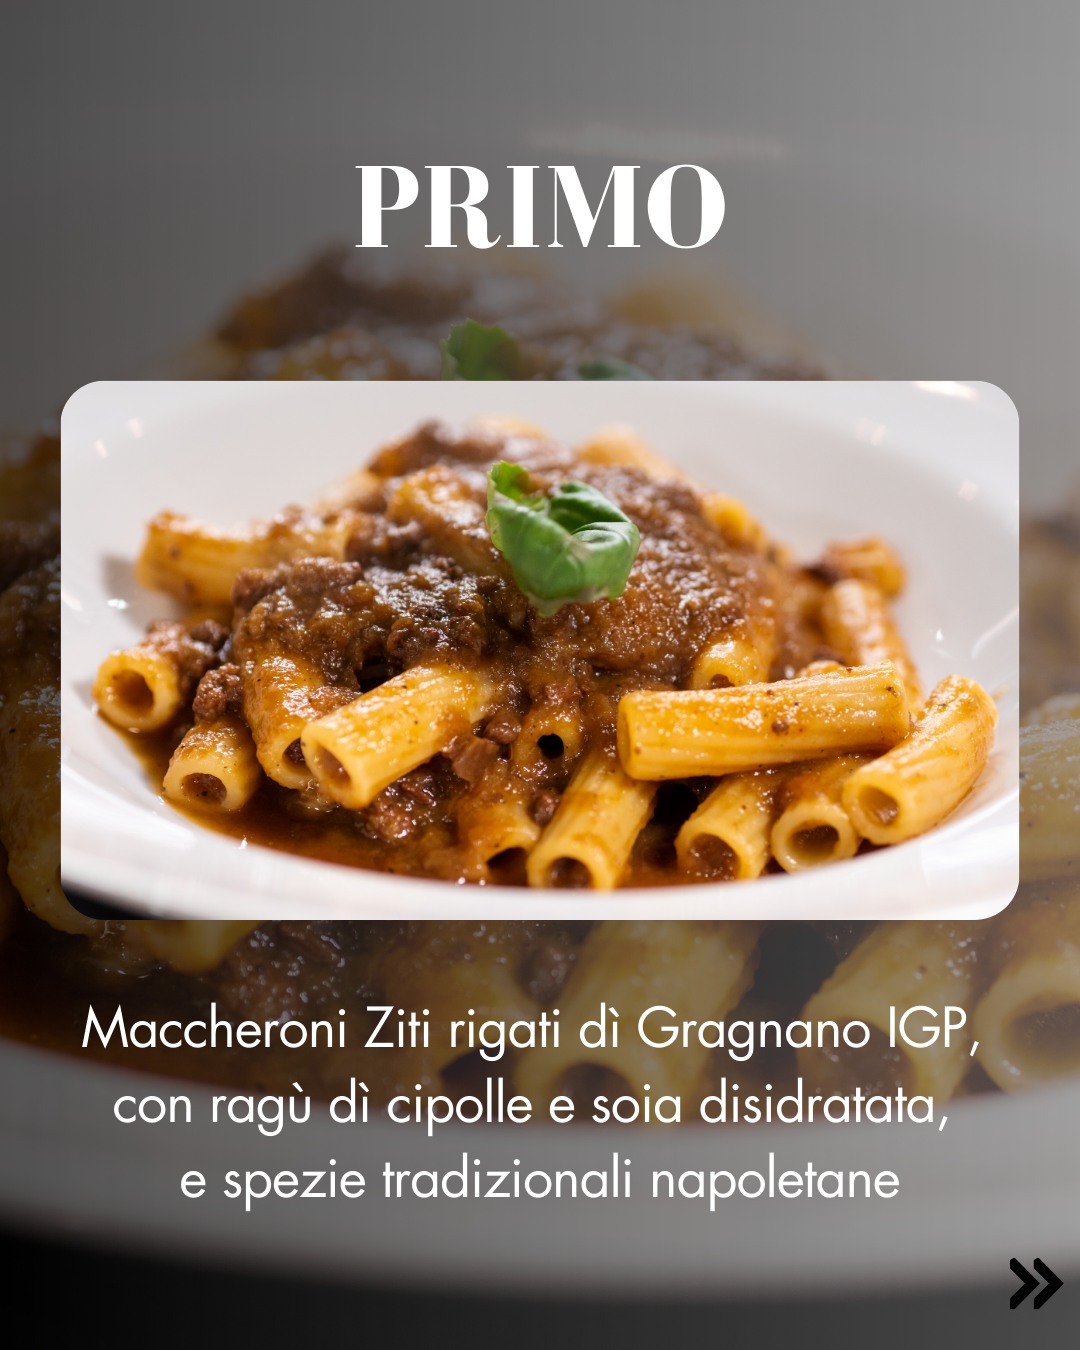 PRIMO
Maccheroni Ziti rigati dì Gragnano IGP,
con ragù dì cipolle e soia disidratata,
e spezie tradizionali napoletane